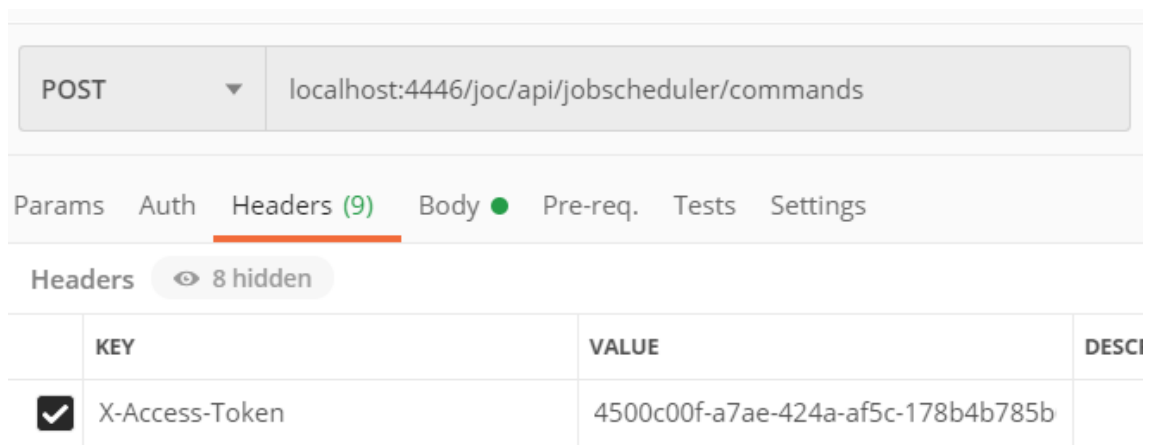 POST localhost:4446/joc/api/jobscheduler/commands
Params Auth Headers (9) Body Pre-req. Tests Settings
Headers 8 hidden
KEY VALUE DESCI
X-Access-Token 4500c00f-a7ae-424a-af5c-178b4b785b